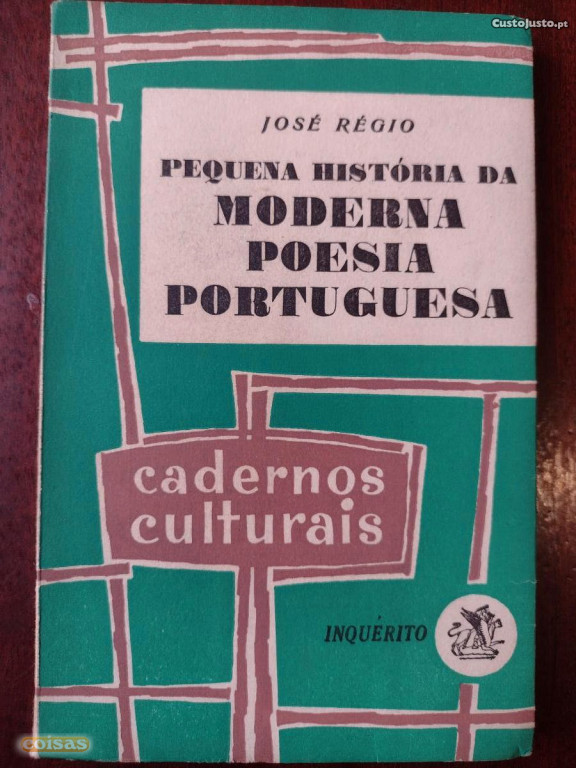 CustoJusto.pt
JOSÉ RÉGIO
PEQUENA HISTÓRIA DA
MODERNA
POESIA
PORTUGUESA
cadernos
culturais
INQUÉRITO
coisas